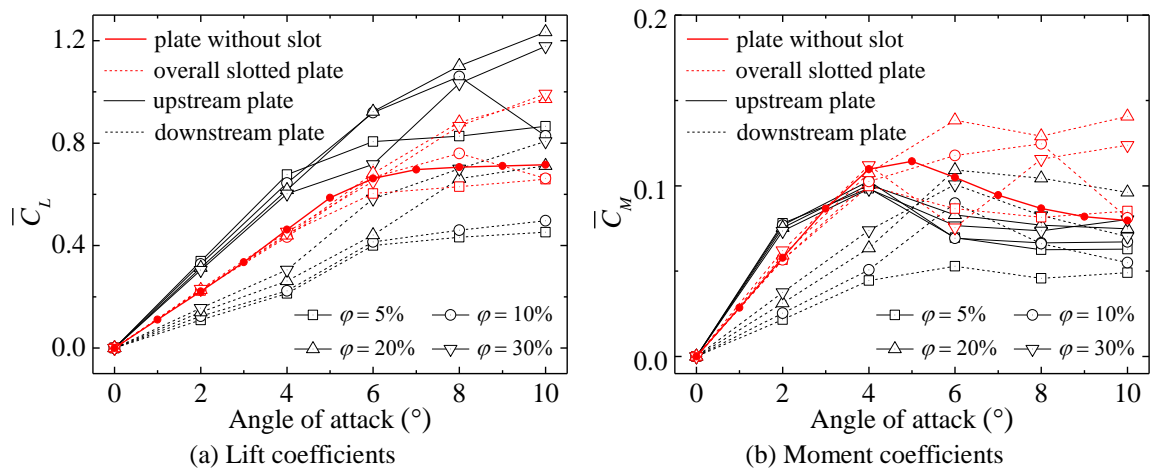 plate without slot
overall slotted plate
upstream plate
downstream plate
φ = 5%
φ = 10%
φ = 20%
φ = 30%
1.2
0.8
0.4
0.0
C̅_L
0 2 4 6 8 10
Angle of attack (°)
(a) Lift coefficients
plate without slot
overall slotted plate
upstream plate
downstream plate
φ = 5%
φ = 10%
φ = 20%
φ = 30%
0.2
0.1
0.0
C̅_M
0 2 4 6 8 10
Angle of attack (°)
(b) Moment coefficients